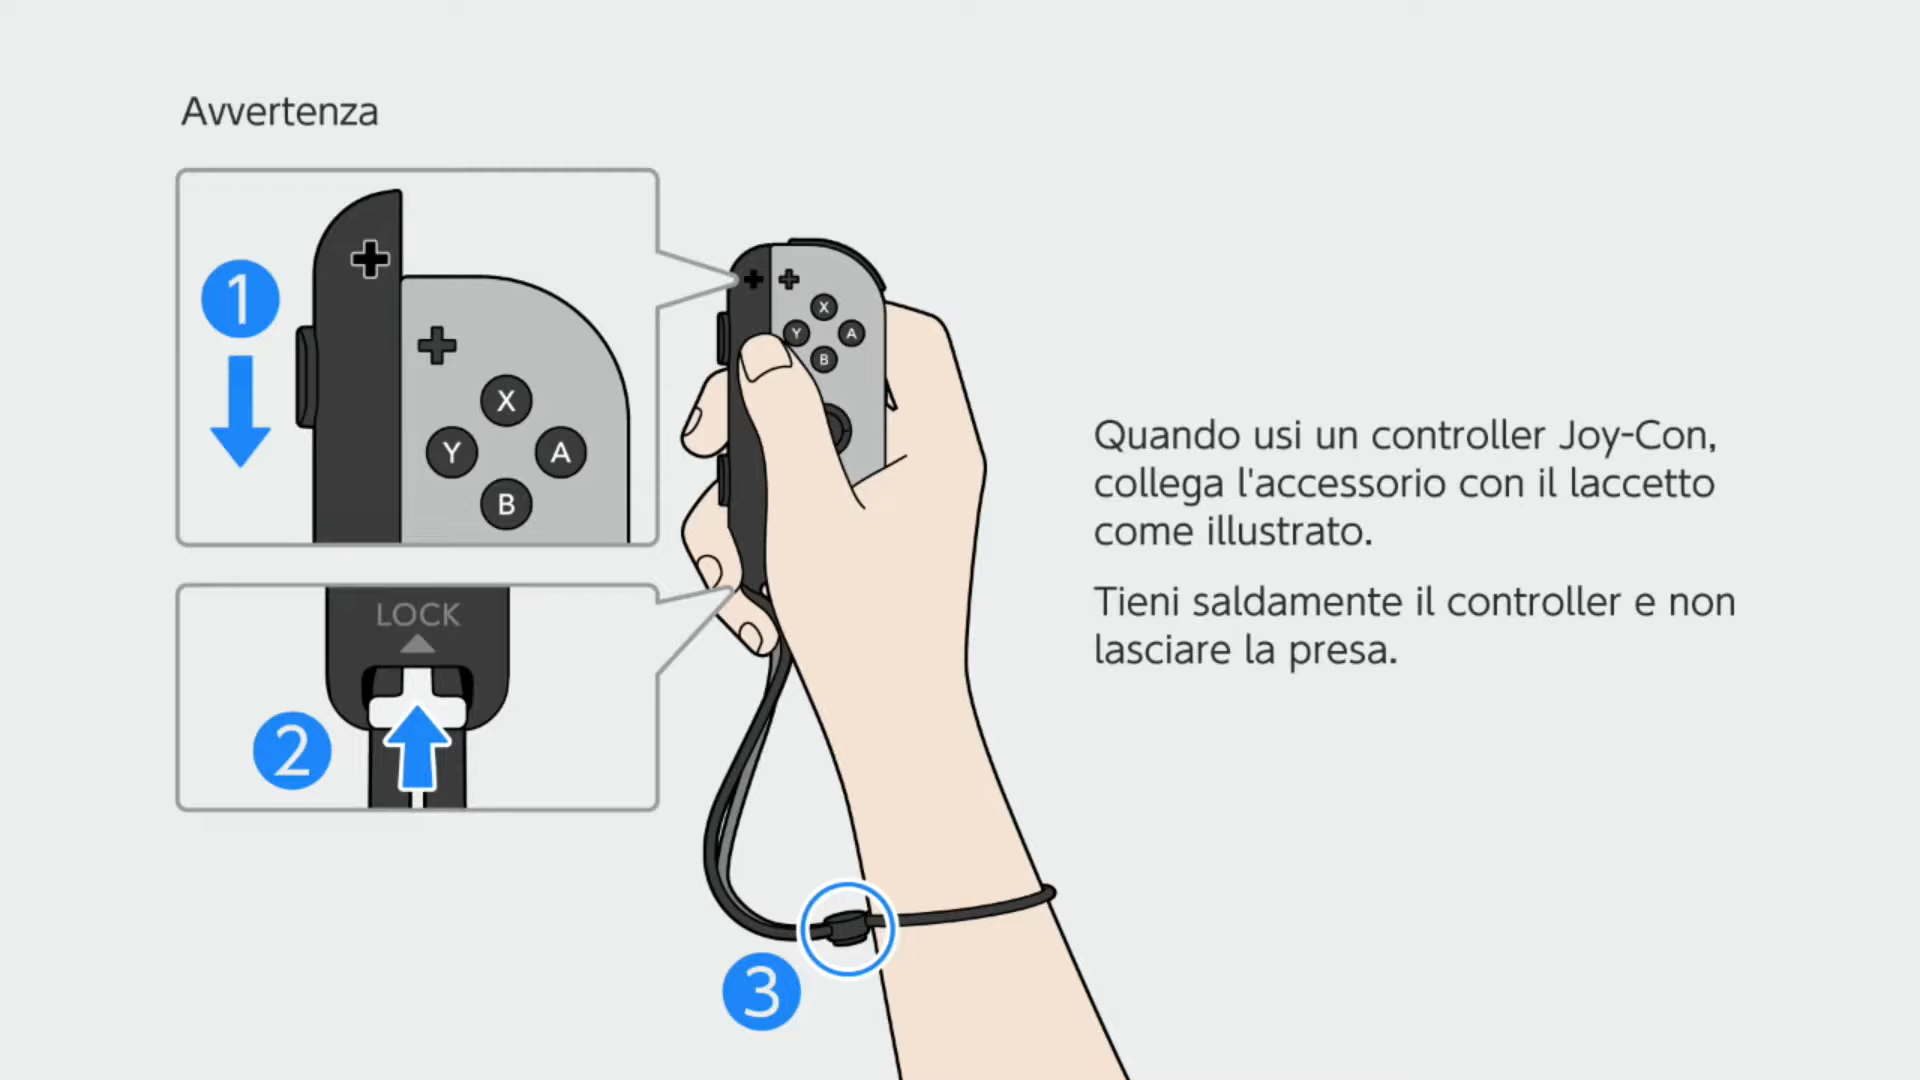 Avvertenza
1
X
Y
A
B
LOCK
2
X
Y
A
B
3
Quando usi un controller Joy-Con,
collega l'accessorio con il laccetto
come illustrato.
Tieni saldamente il controller e non
lasciare la presa.